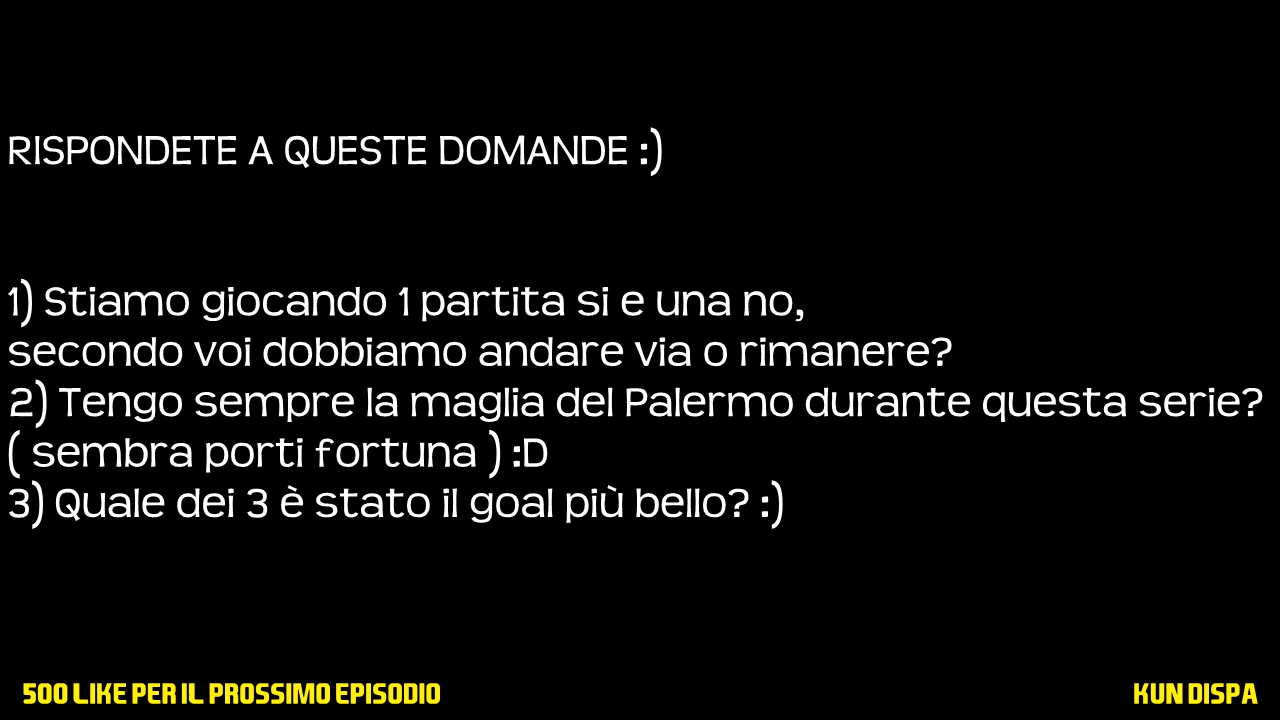 RISPONDETE A QUESTE DOMANDE :)
1) Stiamo giocando 1 partita si e una no,
secondo voi dobbiamo andare via o rimanere?
2) Tengo sempre la maglia del Palermo durante questa serie?
( sembra porti fortuna ) :D
3) Quale dei 3 è stato il goal più bello? :)
500 LIKE PER IL PROSSIMO EPISODIO
KUN DISPA